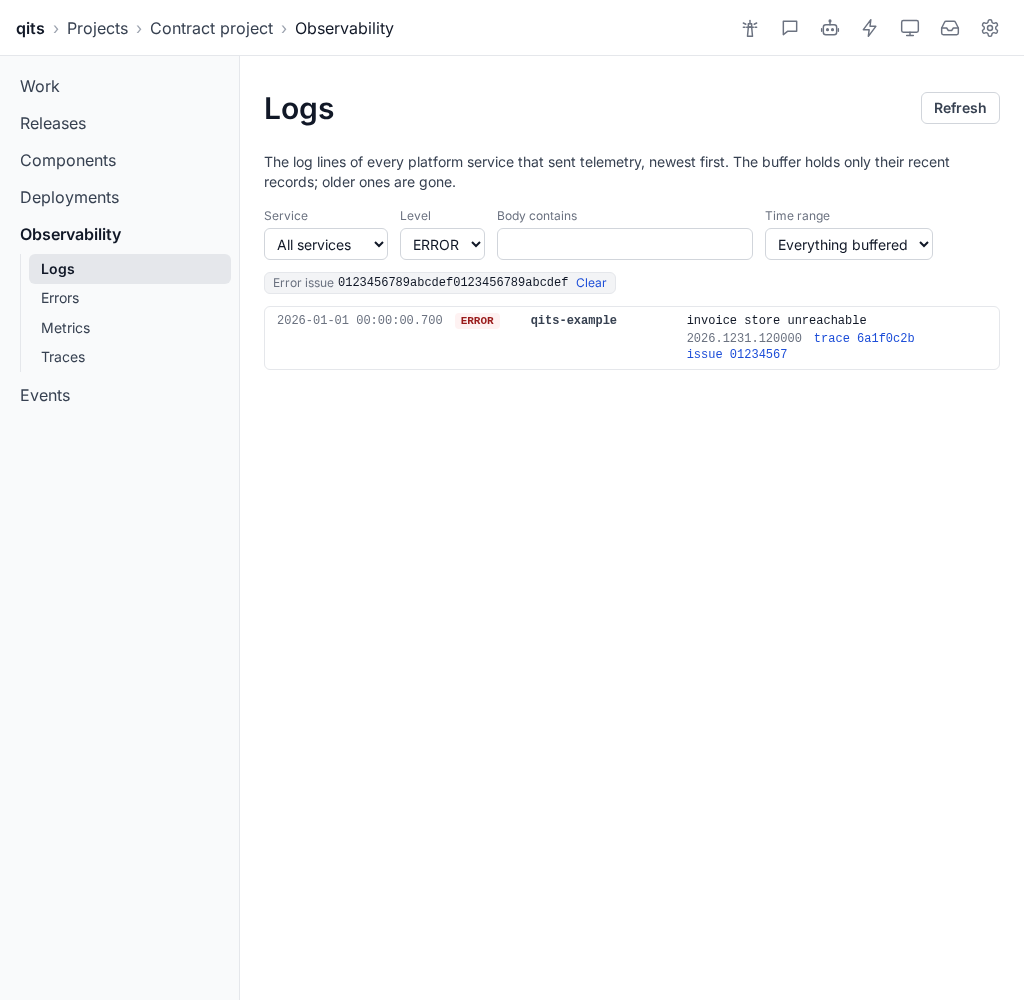 qits › Projects › Contract project › Observability
Work
Releases
Components
Deployments
Observability
Logs
Errors
Metrics
Traces
Events
Logs
Refresh
The log lines of every platform service that sent telemetry, newest first. The buffer holds only their recent
records; older ones are gone.
Service Level Body contains Time range
All services ERROR Everything buffered
Error issue 0123456789abcdef0123456789abcdef Clear
2026-01-01 00:00:00.700 ERROR qits-example invoice store unreachable
2026.1231.120000 trace 6a1f0c2b
issue 01234567